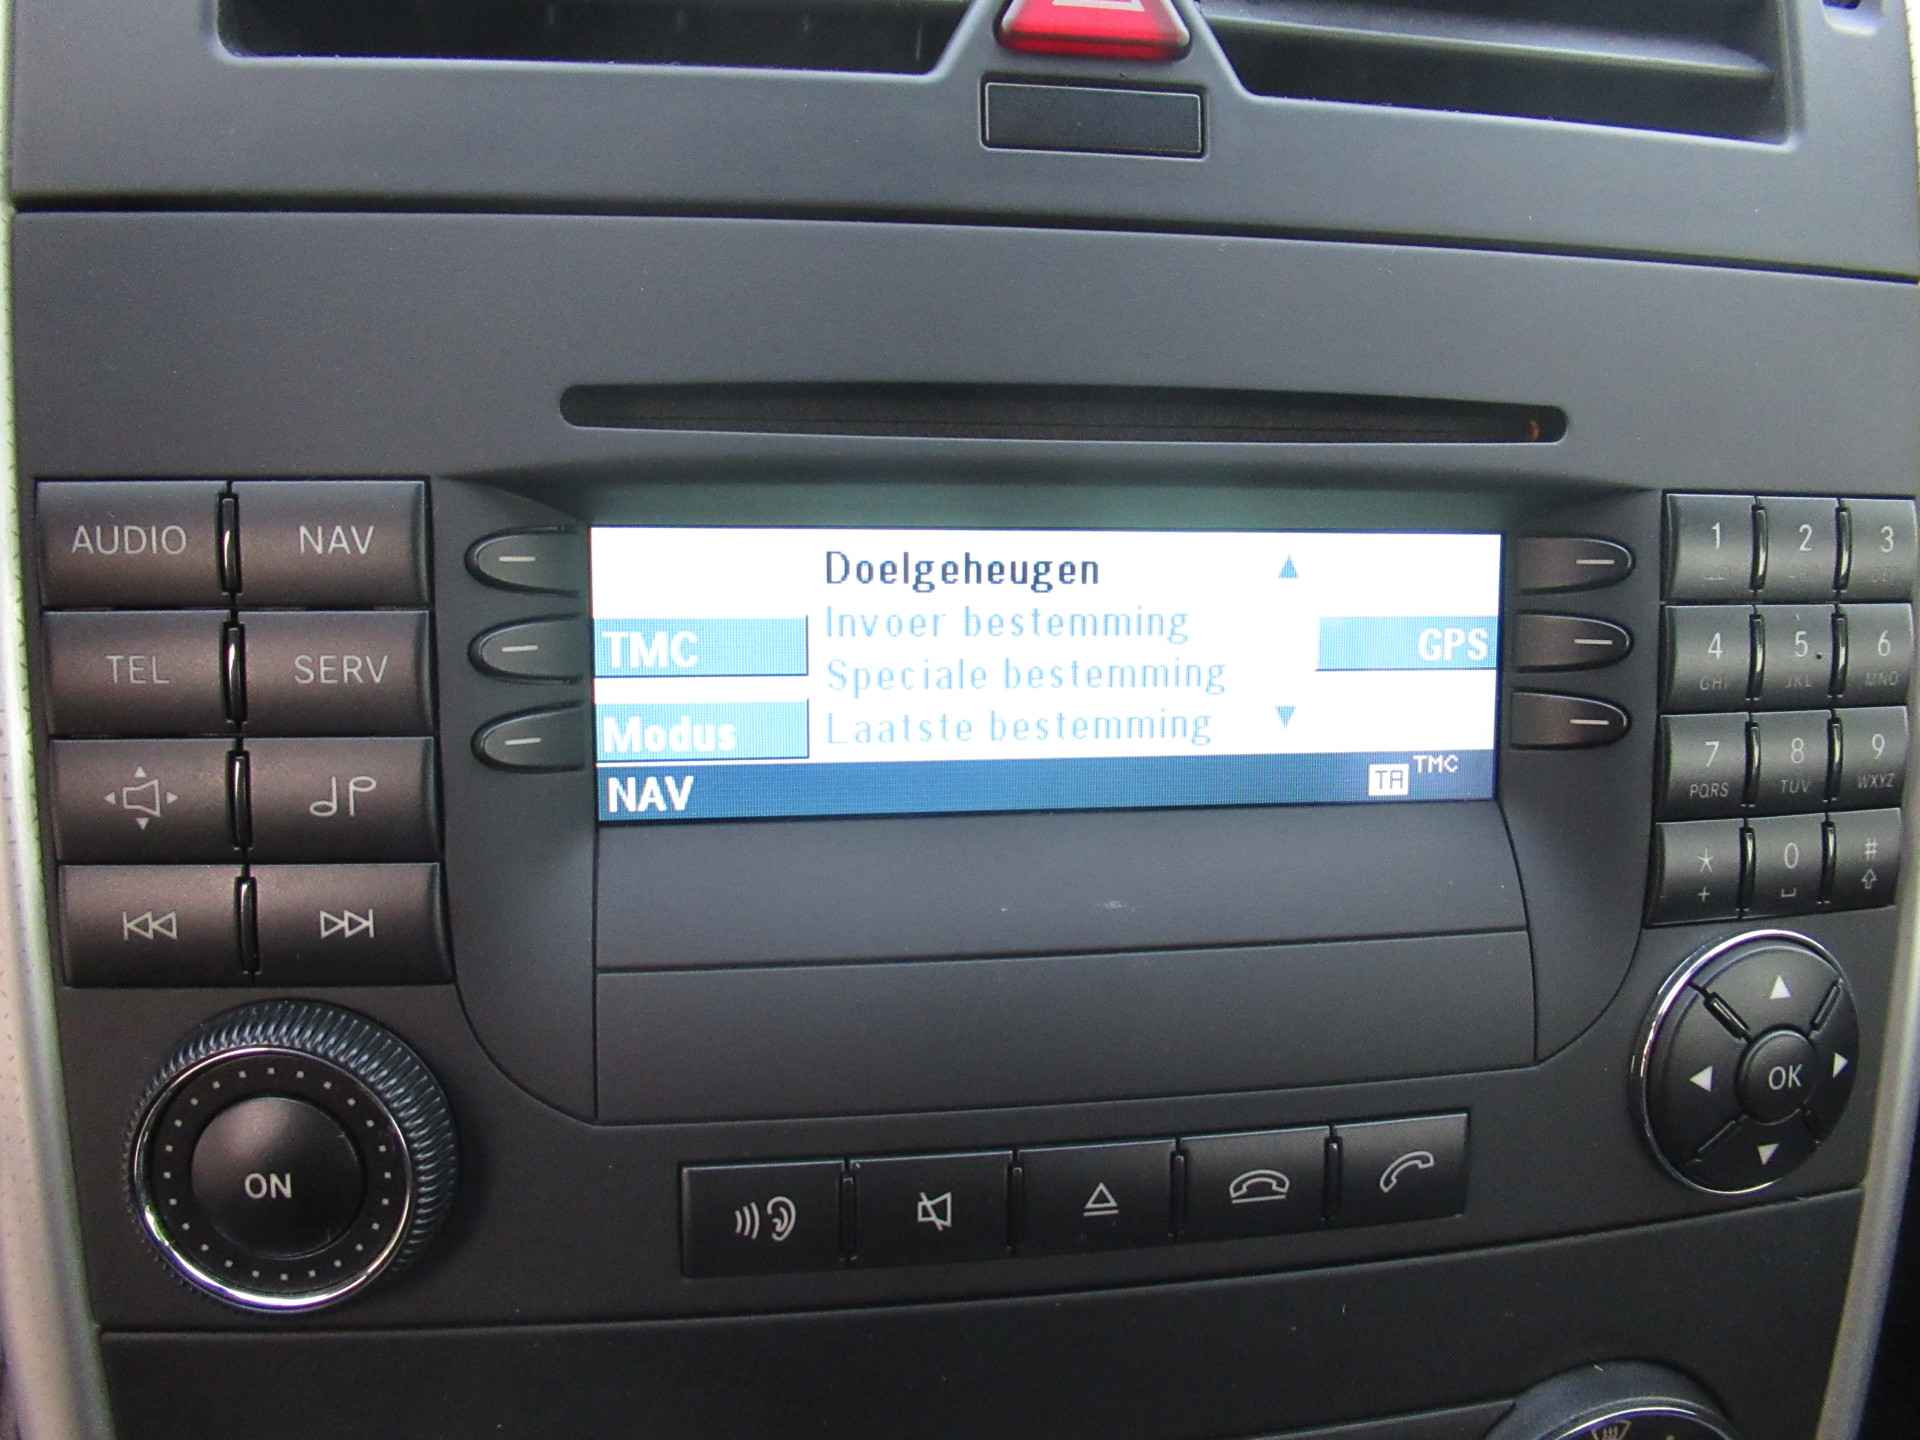 AUDIO NAV
TEL SERV
ON
Doelgeheugen
Invoer bestemming
TMC
GPS
Speciale bestemming
Modus
Laatste bestemming
NAV
TA TMC
1 2 3
4 5 6
GHI JKL MNO
7 8 9
PQRS TUV WXYZ
* 0 #
+
OK